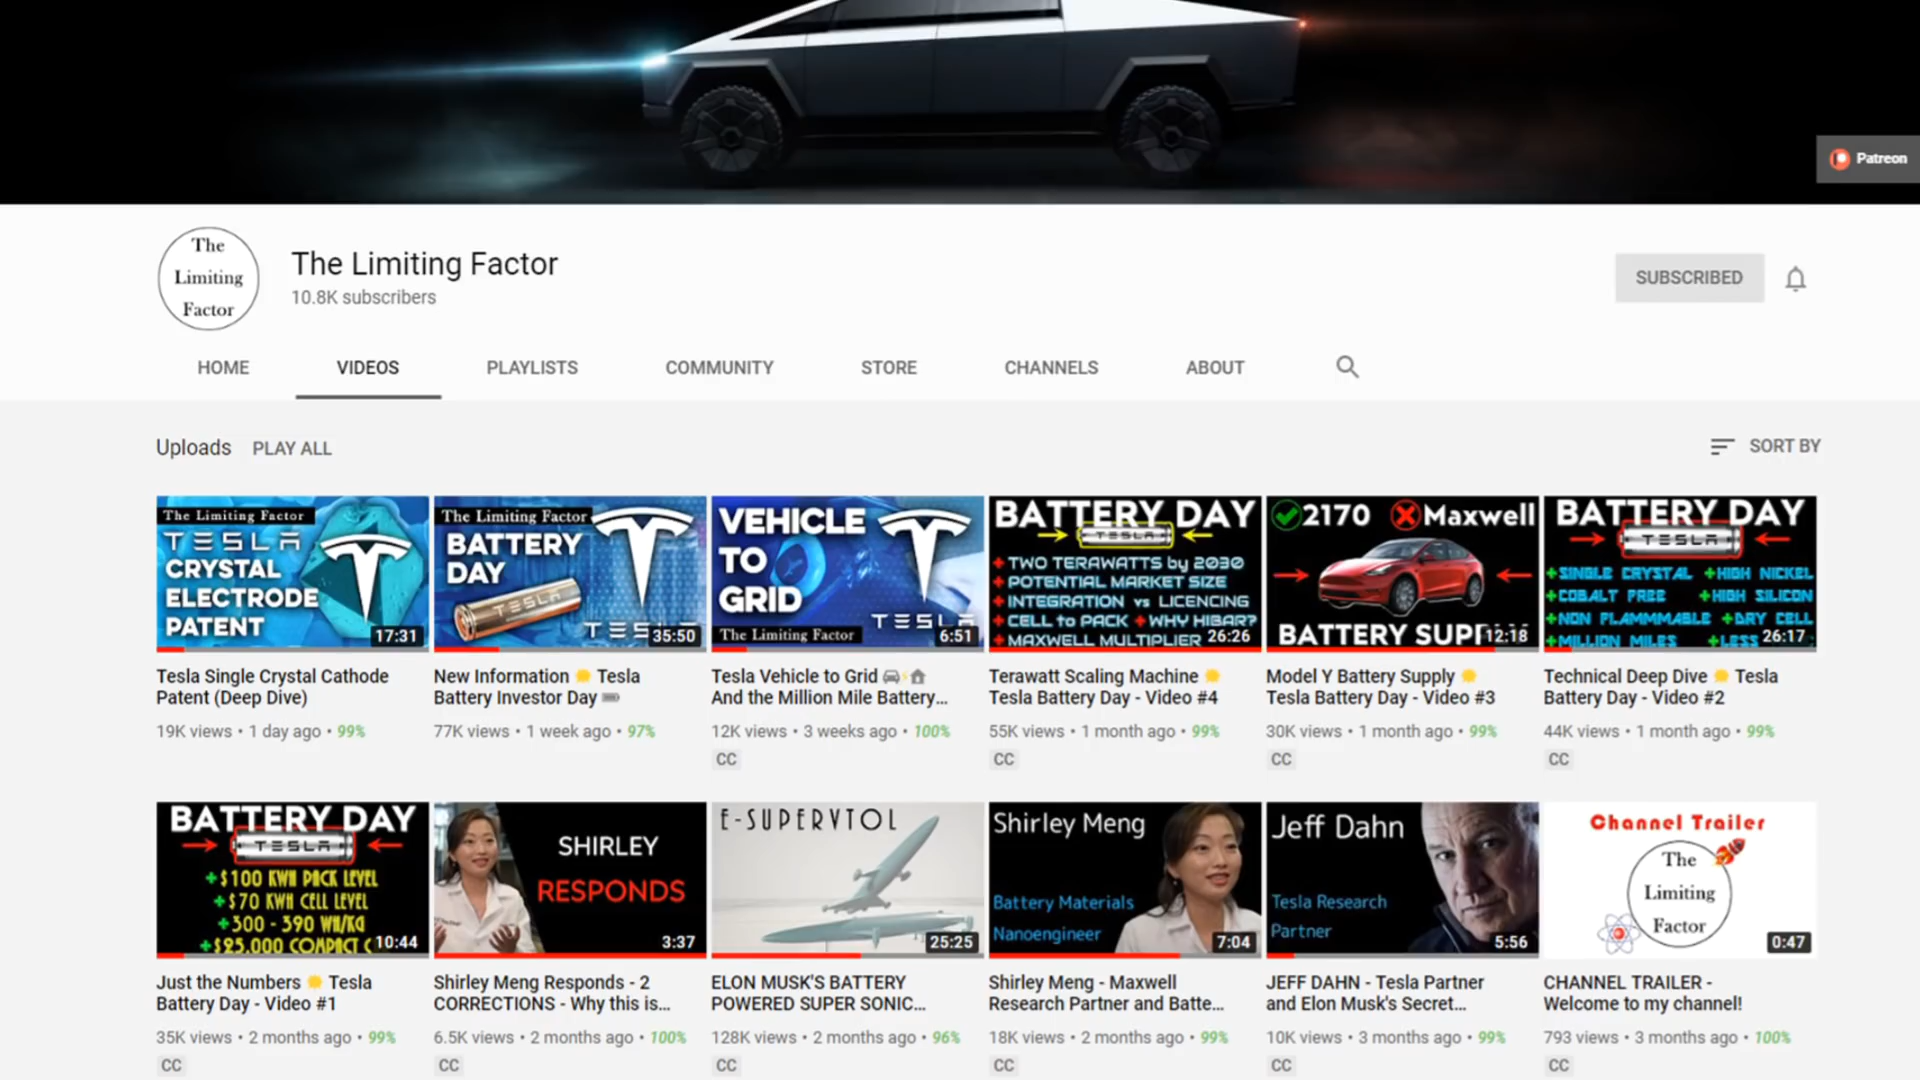 Patreon
The
Limiting
Factor
The Limiting Factor
10.8K subscribers
SUBSCRIBED
HOME VIDEOS PLAYLISTS COMMUNITY STORE CHANNELS ABOUT
Uploads PLAY ALL
SORT BY
The Limiting Factor
TESLA
CRYSTAL
ELECTRODE
PATENT
17:31
The Limiting Factor
BATTERY
DAY
TESLA
35:50
VEHICLE
TO
GRID
TESLA
The Limiting Factor
6:51
BATTERY DAY
TESLA
+TWO TERAWATTS by 2030
+POTENTIAL MARKET SIZE
+INTEGRATION vs LICENCING
+CELL to PACK +WHY HIBAR?
+MAXWELL MULTIPLIER
26:26
2170 Maxwell
BATTERY
12:18
BATTERY DAY
TESLA
+SINGLE CRYSTAL +HIGH NICKEL
+COBALT FREE +HIGH SILICON
+NON FLAMMMABLE +DRY CELL
+MILLION MILES +LESS
26:17
Tesla Single Crystal Cathode
Patent (Deep Dive)
19K views • 1 day ago • 99%
New Information Tesla
Battery Investor Day
77K views • 1 week ago • 97%
Tesla Vehicle to Grid
And the Million Mile Battery...
12K views • 3 weeks ago • 100%
CC
Terawatt Scaling Machine
Tesla Battery Day - Video #4
55K views • 1 month ago • 99%
CC
Model Y Battery Supply
Tesla Battery Day - Video #3
30K views • 1 month ago • 99%
CC
Technical Deep Dive Tesla
Battery Day - Video #2
44K views • 1 month ago • 99%
CC
BATTERY DAY
TESLA
+$100 KWH PACK LEVEL
+$70 KWH CELL LEVEL
+300 - 390 WH/KG
+$25,000 COMPACT C
10:44
SHIRLEY
RESPONDS
3:37
E-SUPERVTOL
25:25
Shirley Meng
Battery Materials
Nanoengineer
7:04
Jeff Dahn
Tesla Research
Partner
5:56
Channel Trailer
The
Limiting
Factor
0:47
Just the Numbers Tesla
Battery Day - Video #1
35K views • 2 months ago • 99%
CC
Shirley Meng Responds - 2
CORRECTIONS - Why this is...
6.5K views • 2 months ago • 100%
CC
ELON MUSK'S BATTERY
POWERED SUPER SONIC...
128K views • 2 months ago • 96%
CC
Shirley Meng - Maxwell
Research Partner and Batte...
18K views • 2 months ago • 99%
CC
JEFF DAHN - Tesla Partner
and Elon Musk's Secret...
10K views • 3 months ago • 99%
CC
CHANNEL TRAILER -
Welcome to my channel!
793 views • 3 months ago • 100%
CC